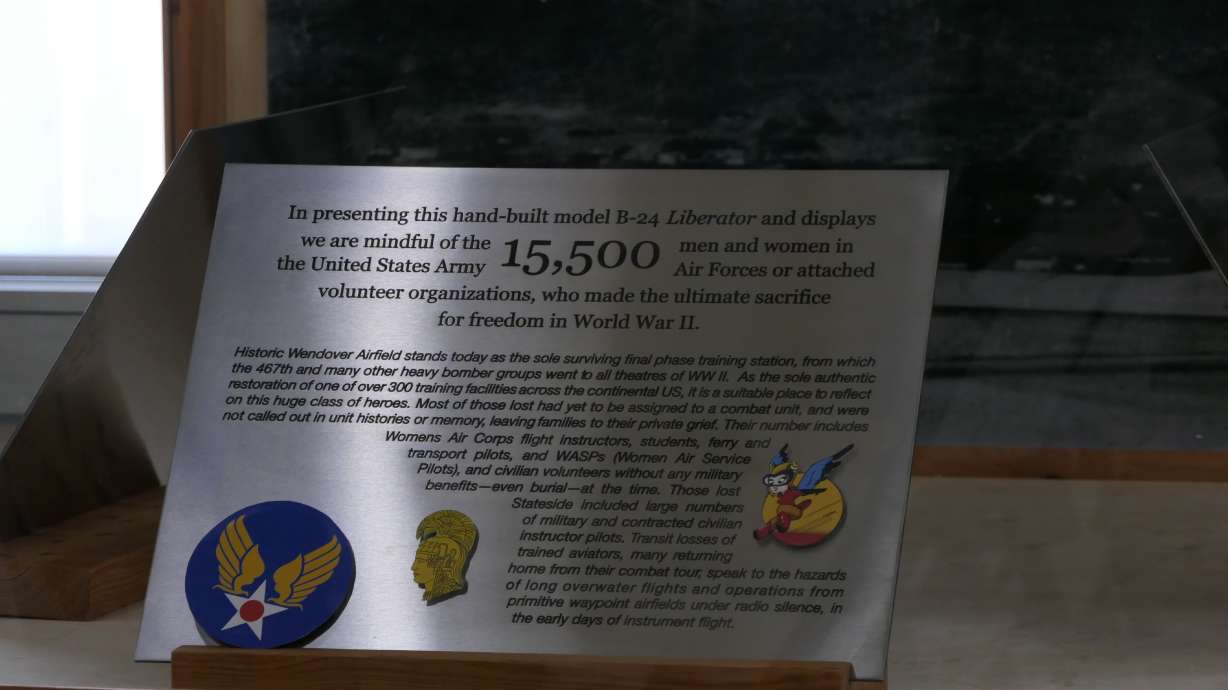 In presenting this hand-built model B-24 Liberator and displays
we are mindful of the 15,500 men and women in
the United States Army Air Forces or attached
volunteer organizations, who made the ultimate sacrifice
for freedom in World War II.
Historic Wendover Airfield stands today as the sole surviving final phase training station, from which
the 467th and many other heavy bomber groups went to all theatres of WW II. As the sole authentic
restoration of one of over 300 training facilities across the continental US, it is a suitable place to reflect
on this huge class of heroes. Most of those lost had yet to be assigned to a combat unit, and were
not called out in unit histories or memory, leaving families to their private grief. Their number includes
Womens Air Corps flight instructors, students, ferry and
transport pilots, and WASPs (Women Air Service
Pilots), and civilian volunteers without any military
benefits—even burial—at the time. Those lost
Stateside included large numbers
of military and contracted civilian
instructor pilots. Transit losses of
trained aviators, many returning
home from their combat tour, speak to the hazards
of long overwater flights and operations from
primitive waypoint airfields under radio silence, in
the early days of instrument flight.